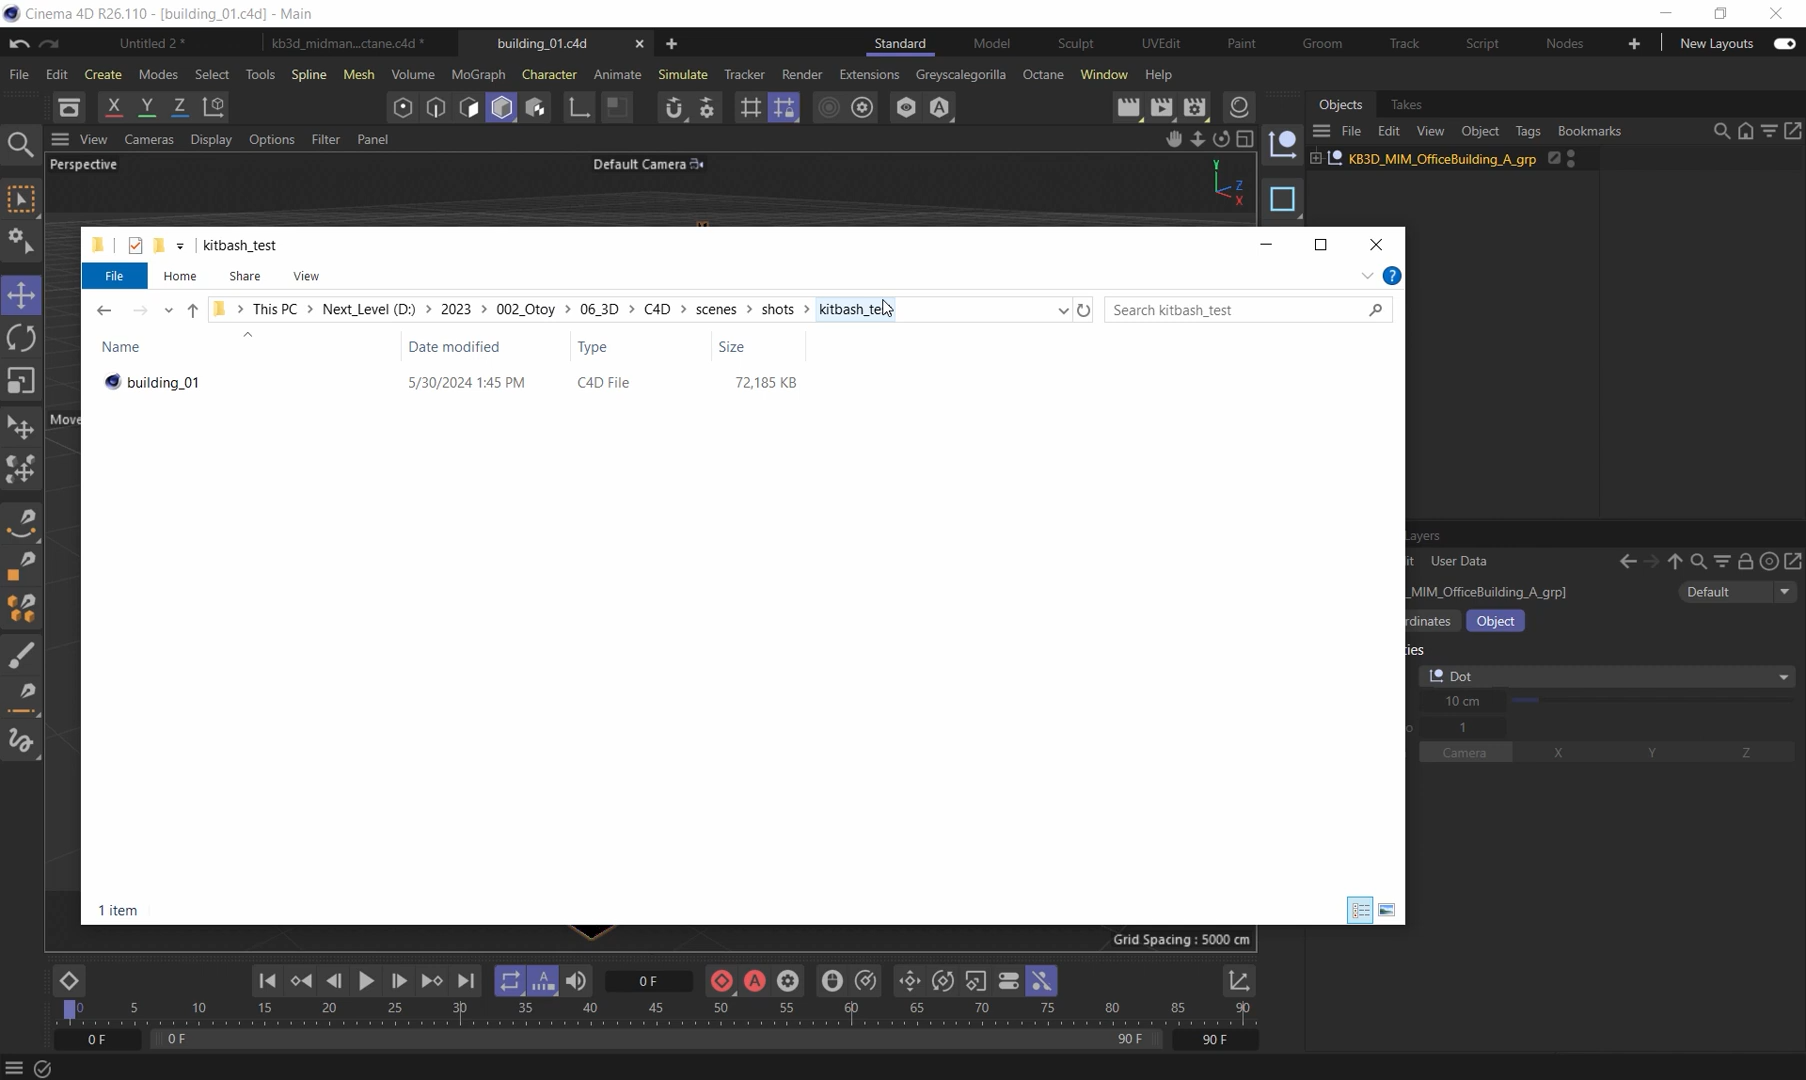 Cinema 4D R26.110 - [building_01.c4d] - Main
Untitled 2 * kb3d_midman...ctane.c4d * building_01.c4d Standard Model Sculpt UVEdit Paint Groom Track Script Nodes New Layouts
File Edit Create Modes Select Tools Spline Mesh Volume MoGraph Character Animate Simulate Tracker Render Extensions Greyscalegorilla Octane Window Help
X Y Z
Objects Takes
View Cameras Display Options Filter Panel
File Edit View Object Tags Bookmarks
Perspective Default Camera
Y Z X
KB3D_MIM_OfficeBuilding_A_grp
kitbash_test
File Home Share View
This PC > Next_Level (D:) > 2023 > 002_Otoy > 06_3D > C4D > scenes > shots > kitbash_test
Search kitbash_test
Name Date modified Type Size
building_01 5/30/2024 1:45 PM C4D File 72,185 KB
Move
1 item
Layers
it User Data
_MIM_OfficeBuilding_A_grp] Default
rdinates Object
ties
Dot
10 cm
o 1
Camera X Y Z
Grid Spacing : 5000 cm
0 F
0 5 10 15 20 25 30 35 40 45 50 55 60 65 70 75 80 85 90
0 F 0 F 90 F 90 F